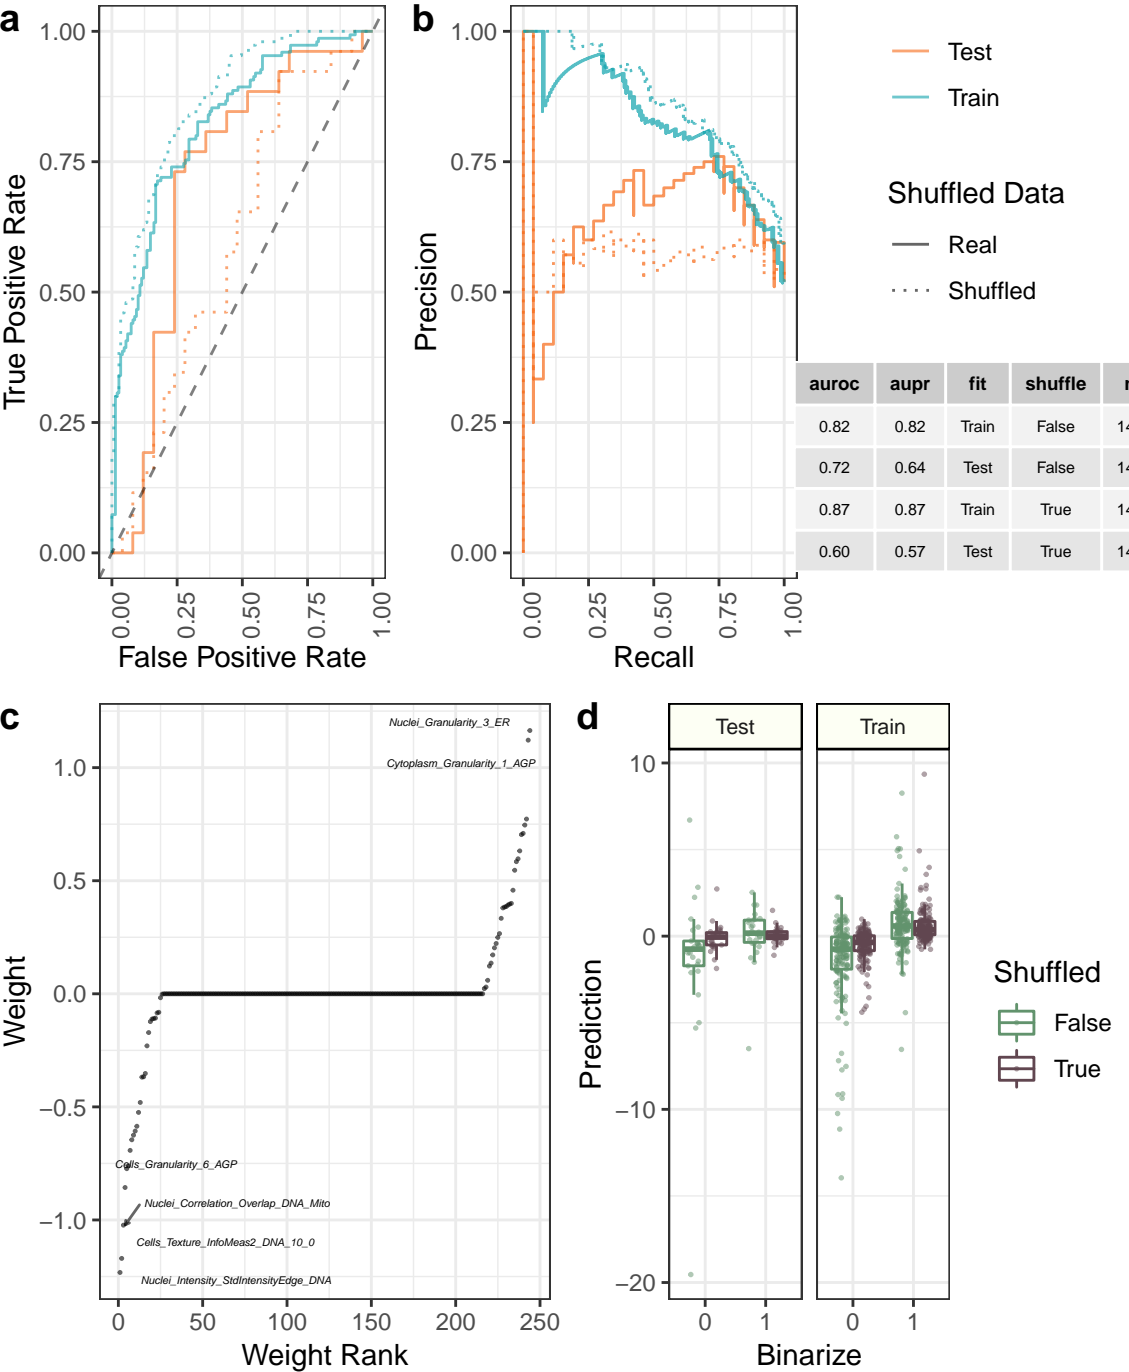 a
1.00
0.75
0.50
0.25
0.00
True Positive Rate
0.00
0.25
0.50
0.75
1.00
False Positive Rate
b
1.00
0.75
0.50
0.25
0.00
Precision
0.00
0.25
0.50
0.75
1.00
Recall
Test
Train
Shuffled Data
Real
Shuffled
auroc aupr fit shuffle
0.82 0.82 Train False 14
0.72 0.64 Test False 14
0.87 0.87 Train True 14
0.60 0.57 Test True 14
c
1.0
0.5
0.0
−0.5
−1.0
Weight
Nuclei_Granularity_3_ER
Cytoplasm_Granularity_1_AGP
Cells_Granularity_6_AGP
Nuclei_Correlation_Overlap_DNA_Mito
Cells_Texture_InfoMeas2_DNA_10_0
Nuclei_Intensity_StdIntensityEdge_DNA
0 50 100 150 200 250
Weight Rank
d
Test Train
10
0
−10
−20
Prediction
0 1 0 1
Binarize
Shuffled
False
True